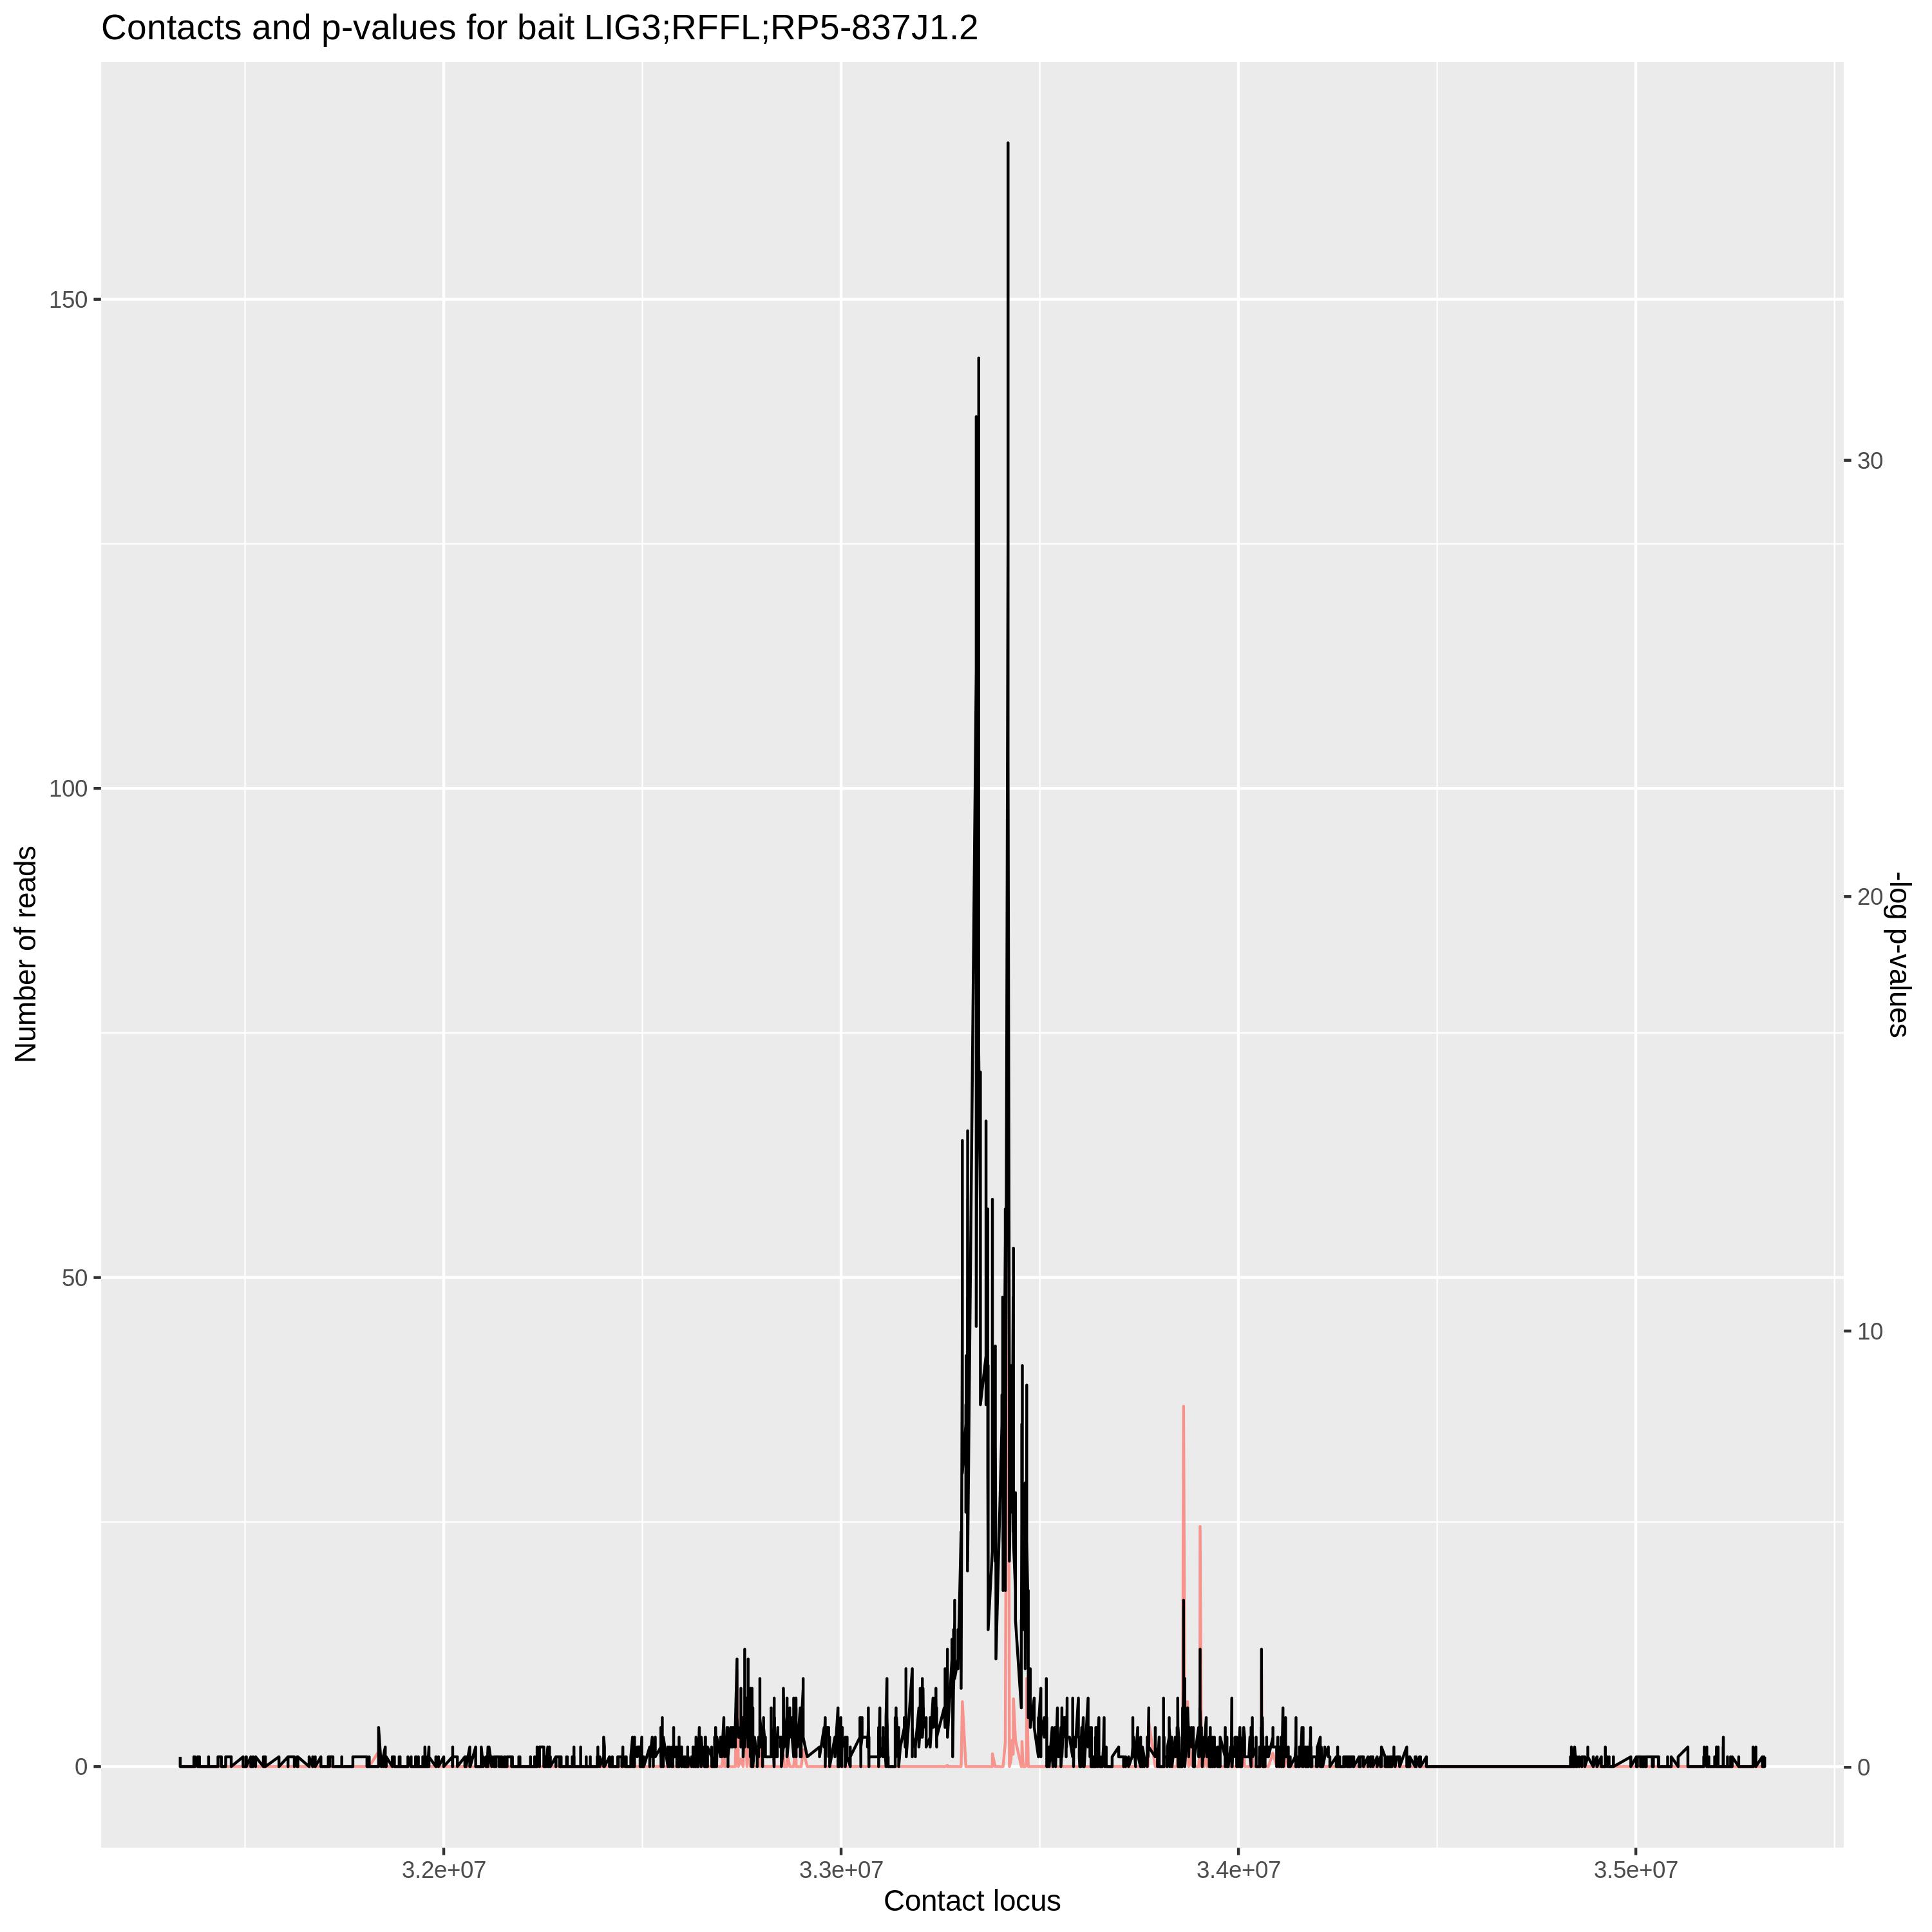 Contacts and p-values for bait LIG3;RFFL;RP5-837J1.2
Number of reads
150
100
50
0
30
20
10
0
-log p-values
3.2e+07
3.3e+07
3.4e+07
3.5e+07
Contact locus